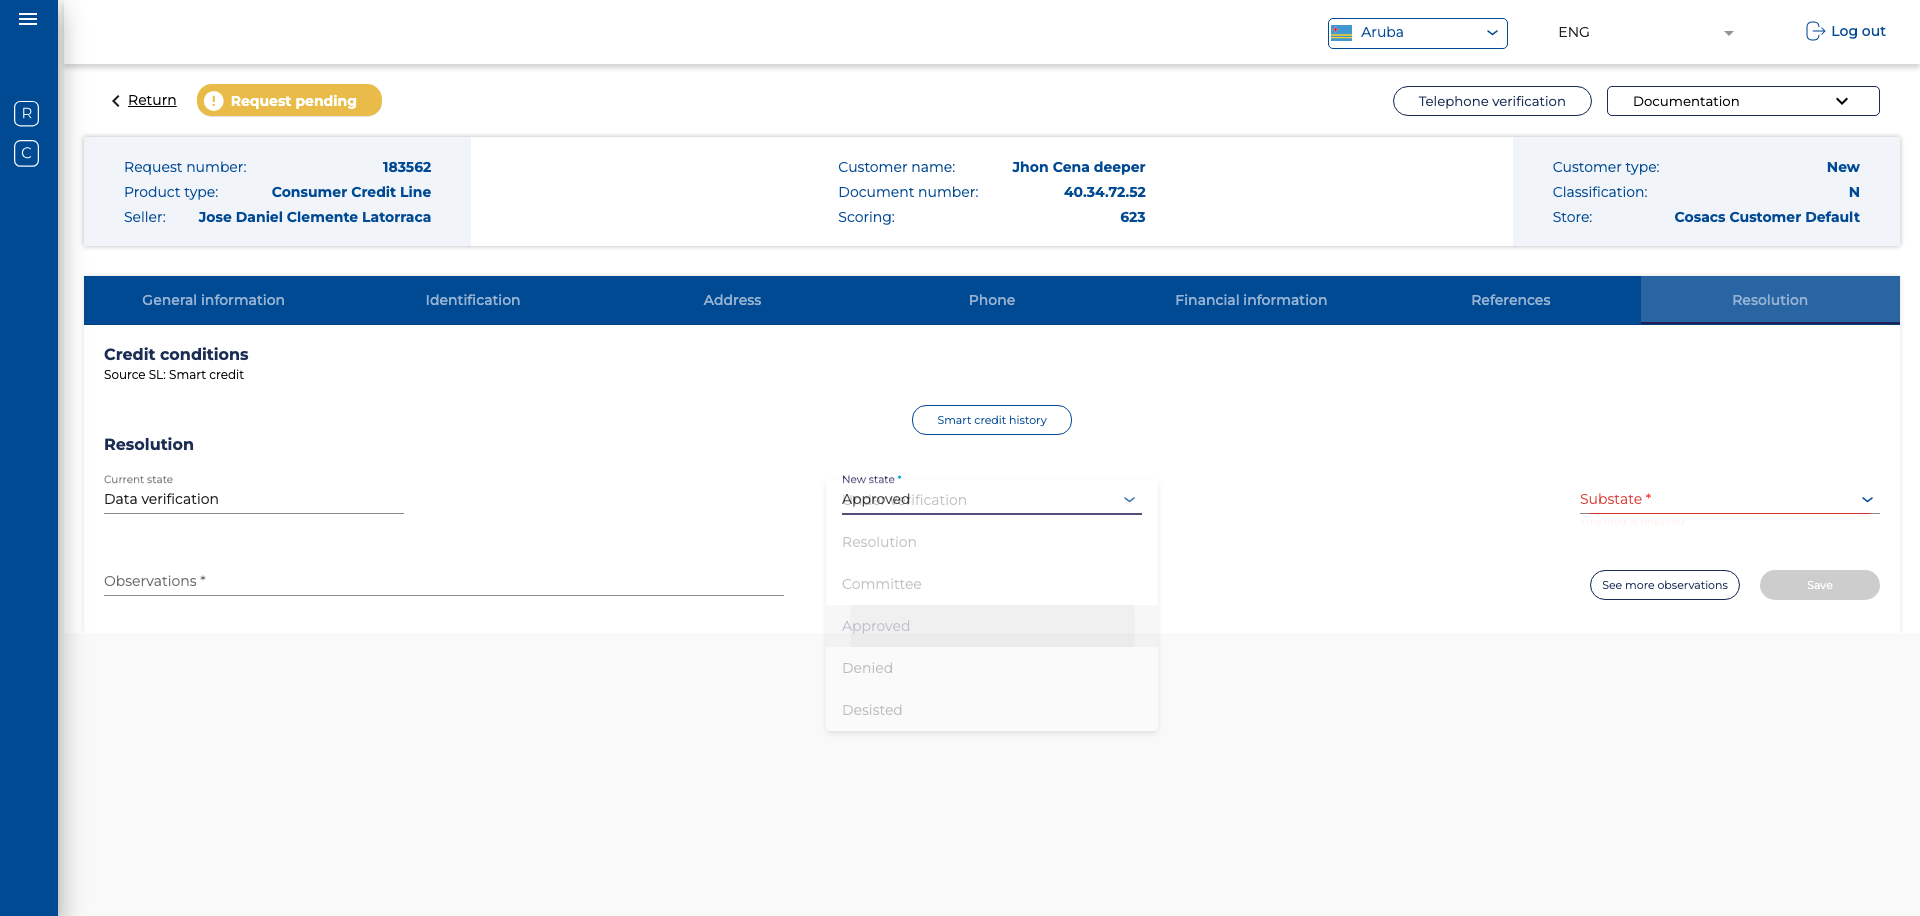 Aruba
ENG
Log out
R
C
Return
Request pending
Telephone verification
Documentation
Request number: 183562
Product type: Consumer Credit Line
Seller: Jose Daniel Clemente Latorraca
Customer name: Jhon Cena deeper
Document number: 40.34.72.52
Scoring: 623
Customer type: New
Classification: N
Store: Cosacs Customer Default
General information
Identification
Address
Phone
Financial information
References
Resolution
Credit conditions
Source SL: Smart credit
Smart credit history
Resolution
Current state
Data verification
New state *
Approved
verification
Resolution
Committee
Approved
Denied
Desisted
Substate *
Observations *
See more observations
Save